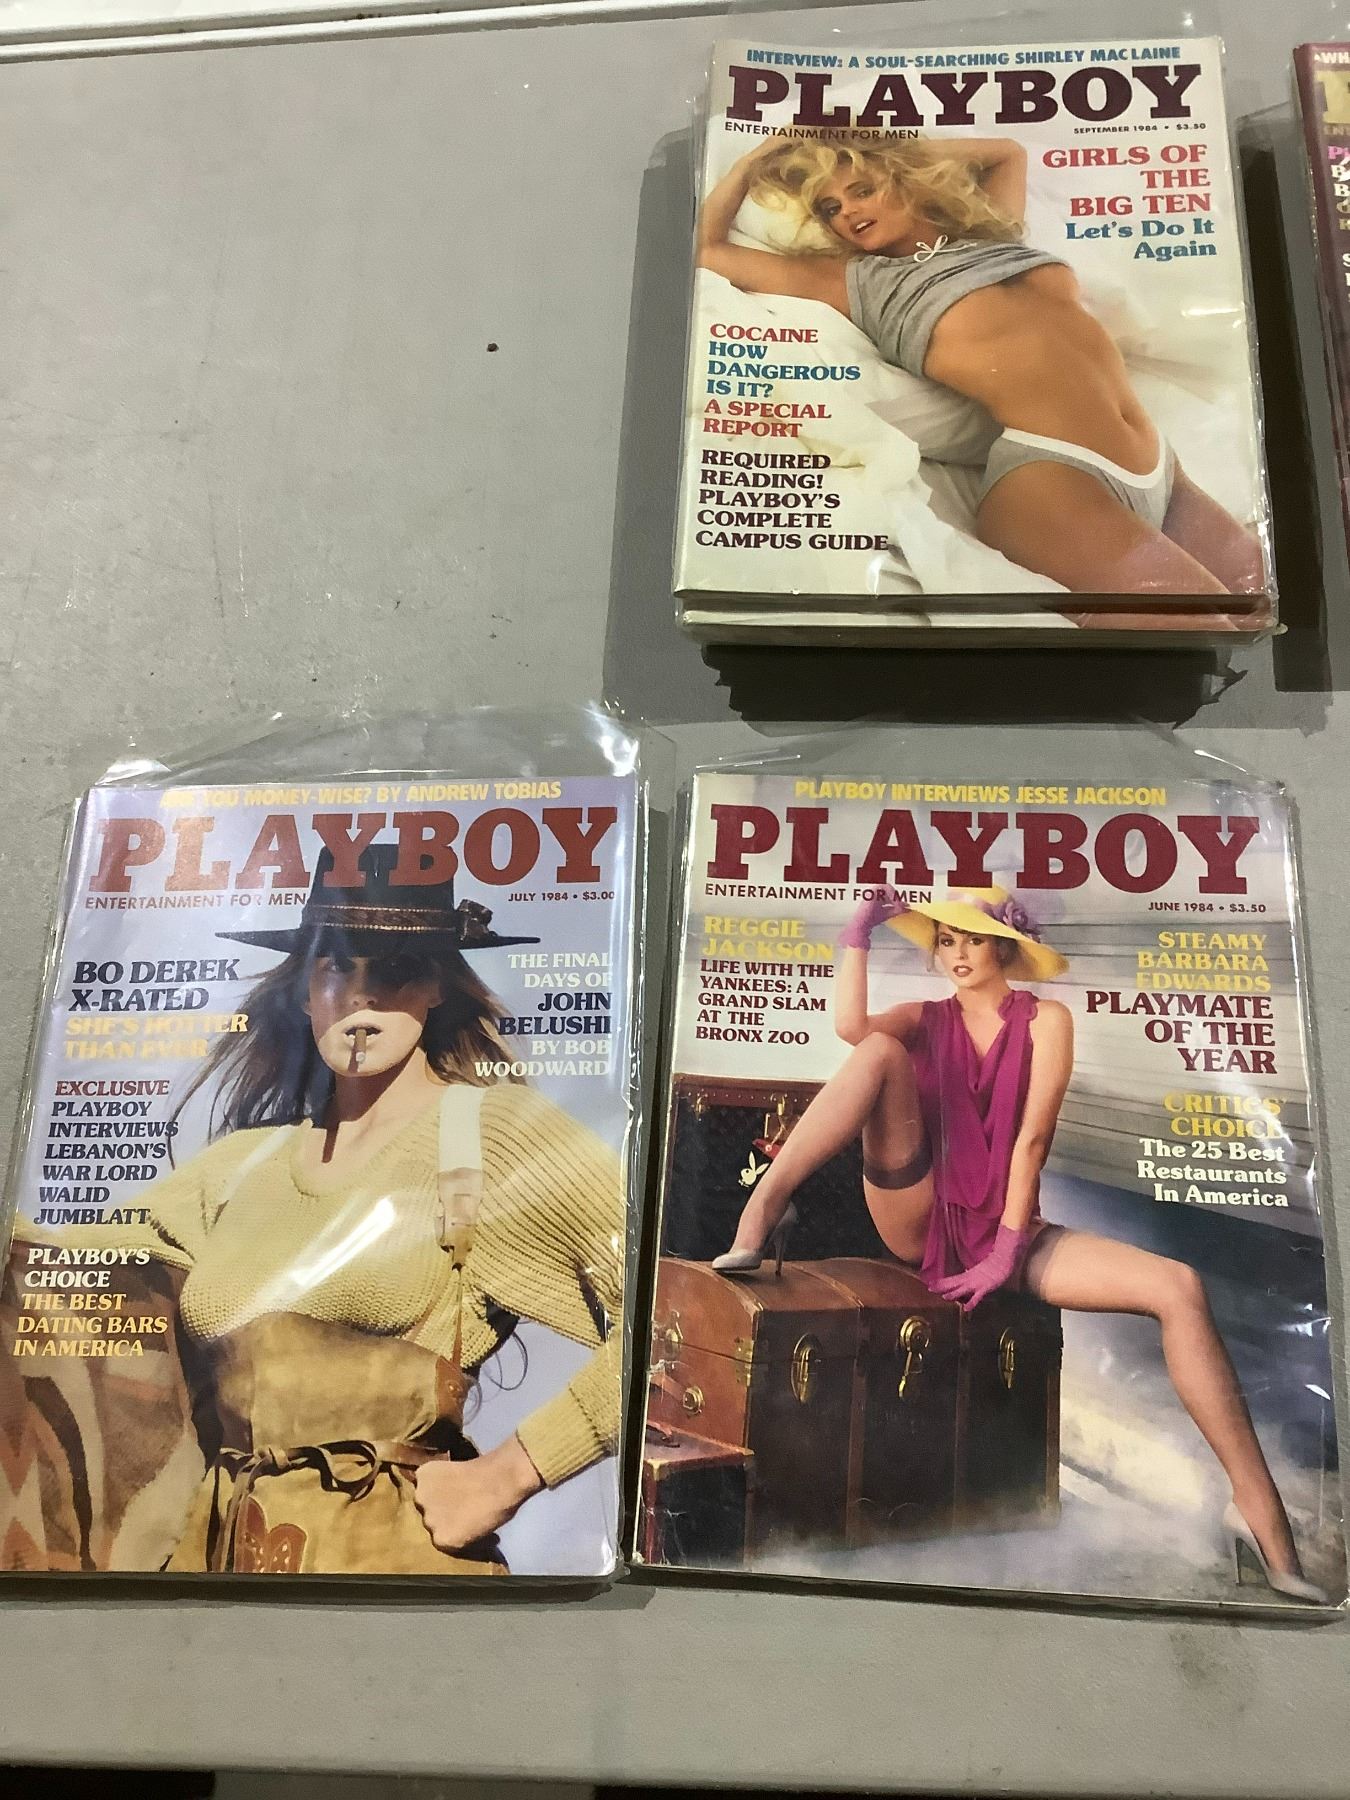 INTERVIEW: A SOUL-SEARCHING SHIRLEY MAC LAINE
PLAYBOY
ENTERTAINMENT FOR MEN
SEPTEMBER 1984 • $3.50
GIRLS OF
THE
BIG TEN
Let's Do It
Again
COCAINE
HOW
DANGEROUS
IS IT?
A SPECIAL
REPORT
REQUIRED
READING!
PLAYBOY'S
COMPLETE
CAMPUS GUIDE
ARE YOU MONEY-WISE? BY ANDREW TOBIAS
PLAYBOY
ENTERTAINMENT FOR MEN
JULY 1984 • $3.00
BO DEREK
X-RATED
SHE'S HOTTER
THAN EVER
EXCLUSIVE
PLAYBOY
INTERVIEWS
LEBANON'S
WAR LORD
WALID
JUMBLATT
PLAYBOY'S
CHOICE
THE BEST
DATING BARS
IN AMERICA
THE FINAL
DAYS OF
JOHN
BELUSHI
BY BOB
WOODWARD
PLAYBOY INTERVIEWS JESSE JACKSON
PLAYBOY
ENTERTAINMENT FOR MEN
JUNE 1984 • $3.50
REGGIE
JACKSON
LIFE WITH THE
YANKEES: A
GRAND SLAM
AT THE
BRONX ZOO
STEAMY
BARBARA
EDWARDS
PLAYMATE
OF THE
YEAR
CRITICS'
CHOICE
The 25 Best
Restaurants
In America